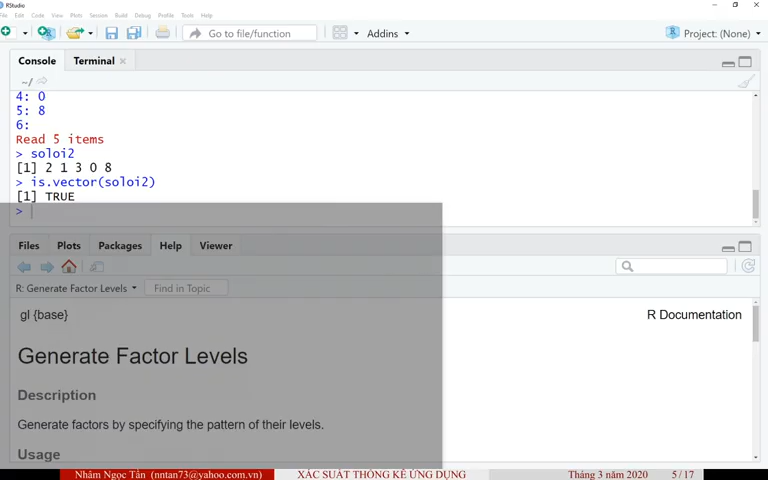 RStudio
File Edit Code View Plots Session Build Debug Profile Tools Help
Go to file/function
Addins
Project: (None)
Console Terminal
~/
4: 0
5: 8
6:
Read 5 items
> soloi2
[1] 2 1 3 0 8
> is.vector(soloi2)
[1] TRUE
>
Files Plots Packages Help Viewer
R: Generate Factor Levels Find in Topic
gl {base} R Documentation
Generate Factor Levels
Description
Generate factors by specifying the pattern of their levels.
Usage
Nhâm Ngọc Tần (nntan73@yahoo.com.vn) XÁC SUẤT THỐNG KÊ ỨNG DỤNG Tháng 3 năm 2020 5 / 17